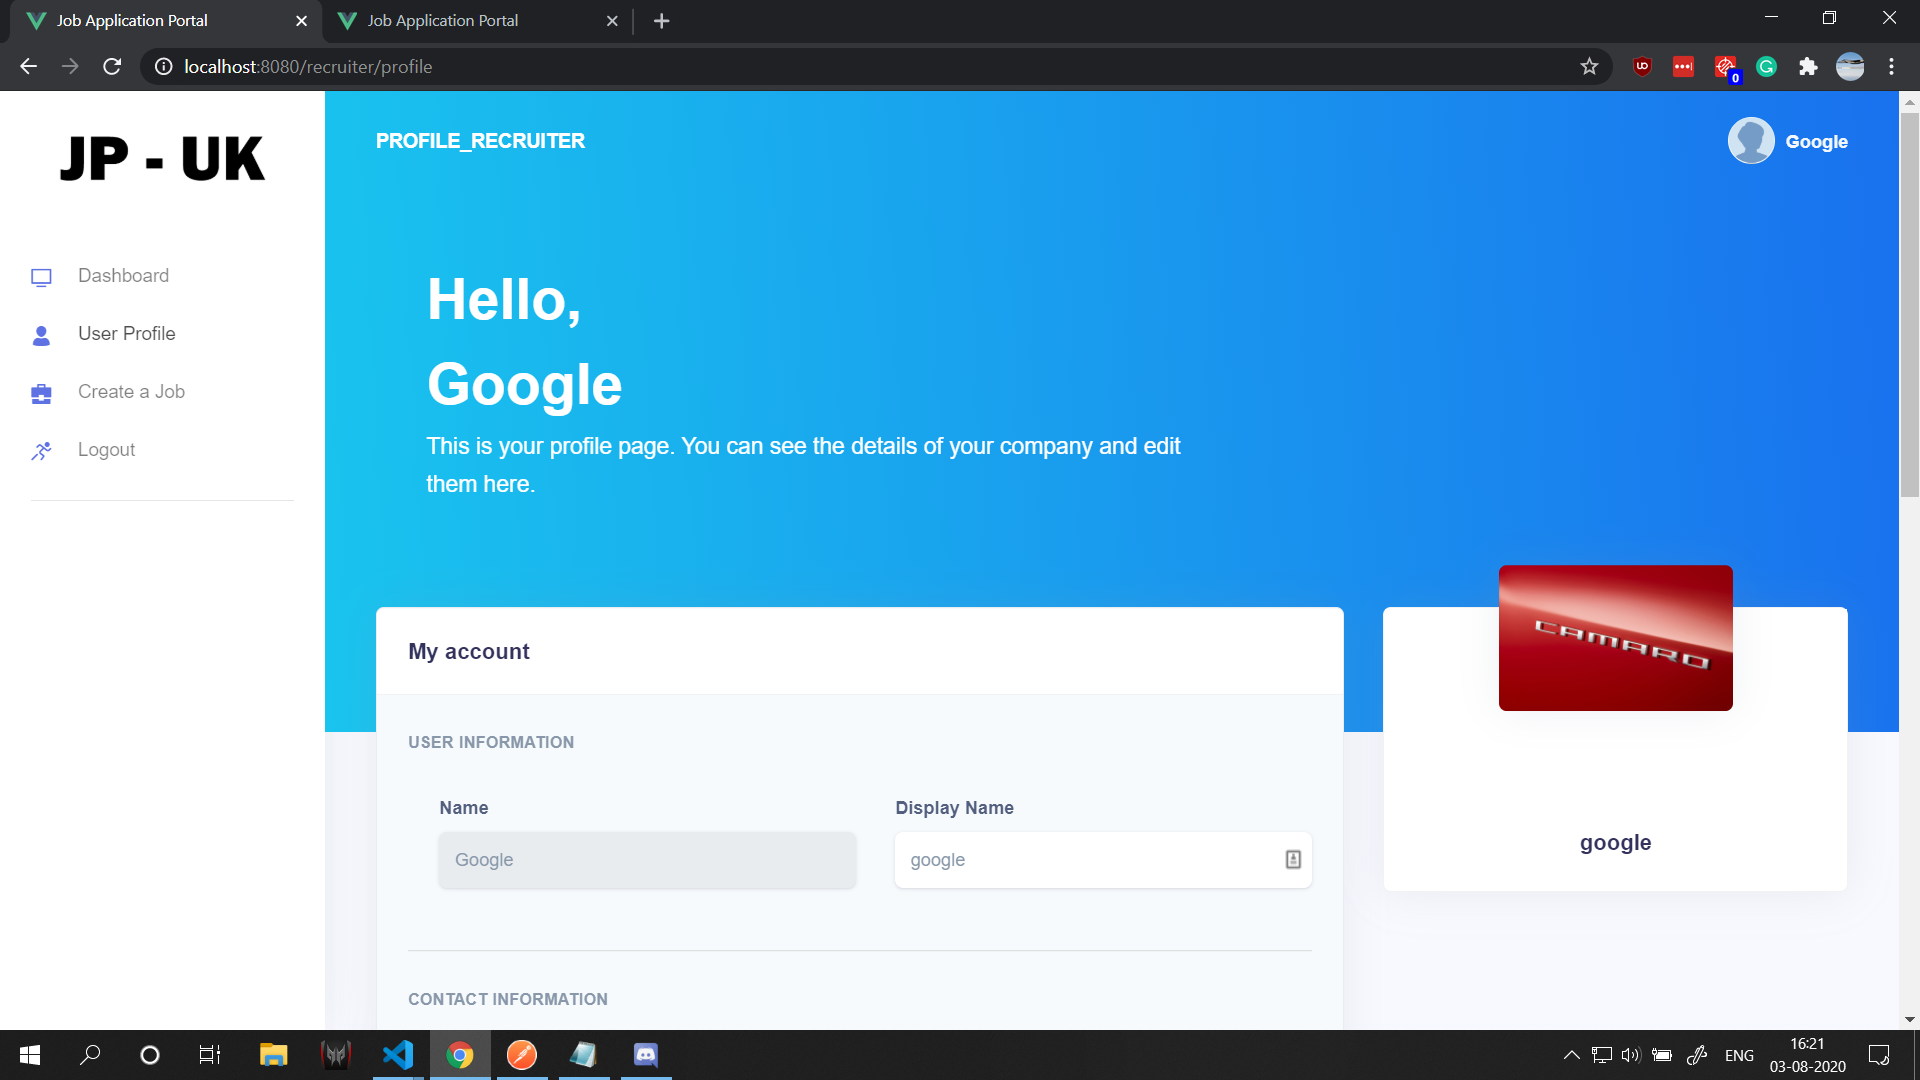 Job Application Portal
Job Application Portal
localhost:8080/recruiter/profile
0
JP - UK
Dashboard
User Profile
Create a Job
Logout
PROFILE_RECRUITER
Google
Hello,
Google
This is your profile page. You can see the details of your company and edit
them here.
CAMARO
My account
USER INFORMATION
Name
Display Name
Google
google
google
CONTACT INFORMATION
ENG
16:21
03-08-2020